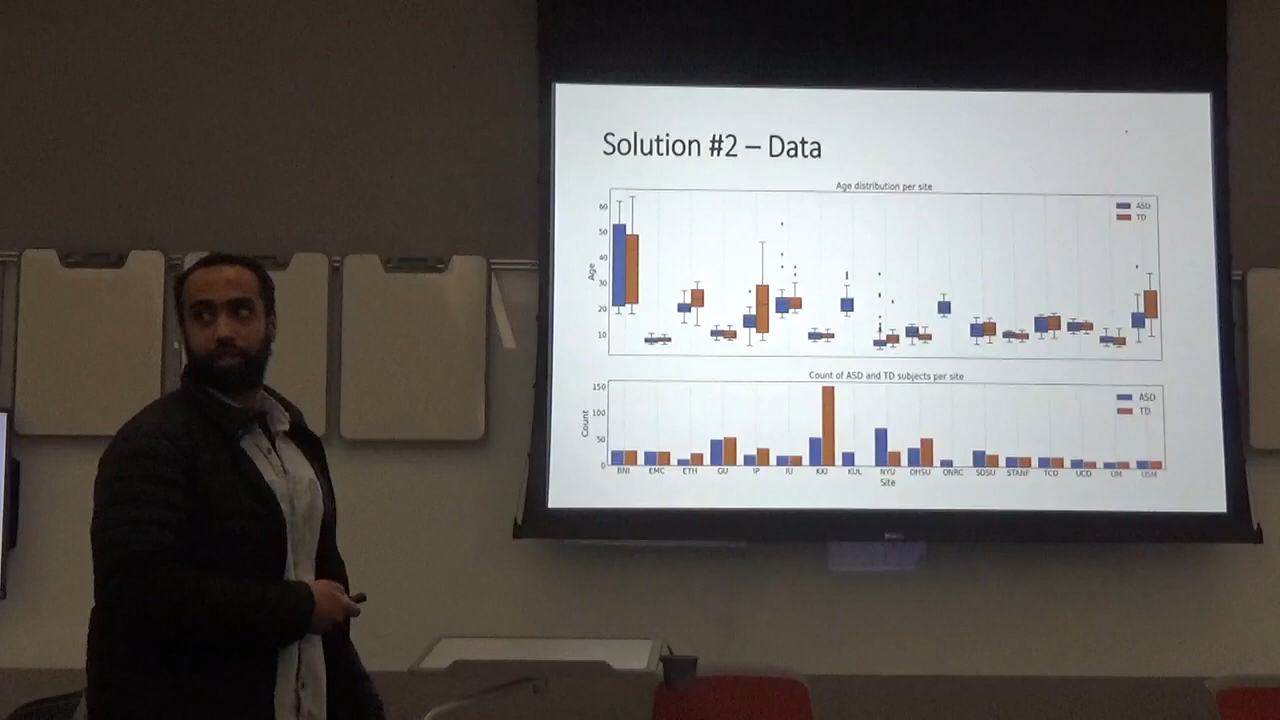 Solution #2 – Data
Age distribution per site
ASD
TD
60
50
40
30
20
10
Age
Count of ASD and TD subjects per site
ASD
TD
150
100
50
0
Count
BNI EMC ETH GU IP IU KKI KUL NYU OHSU ONRC SDSU STANF TCD UCD UM USM
Site